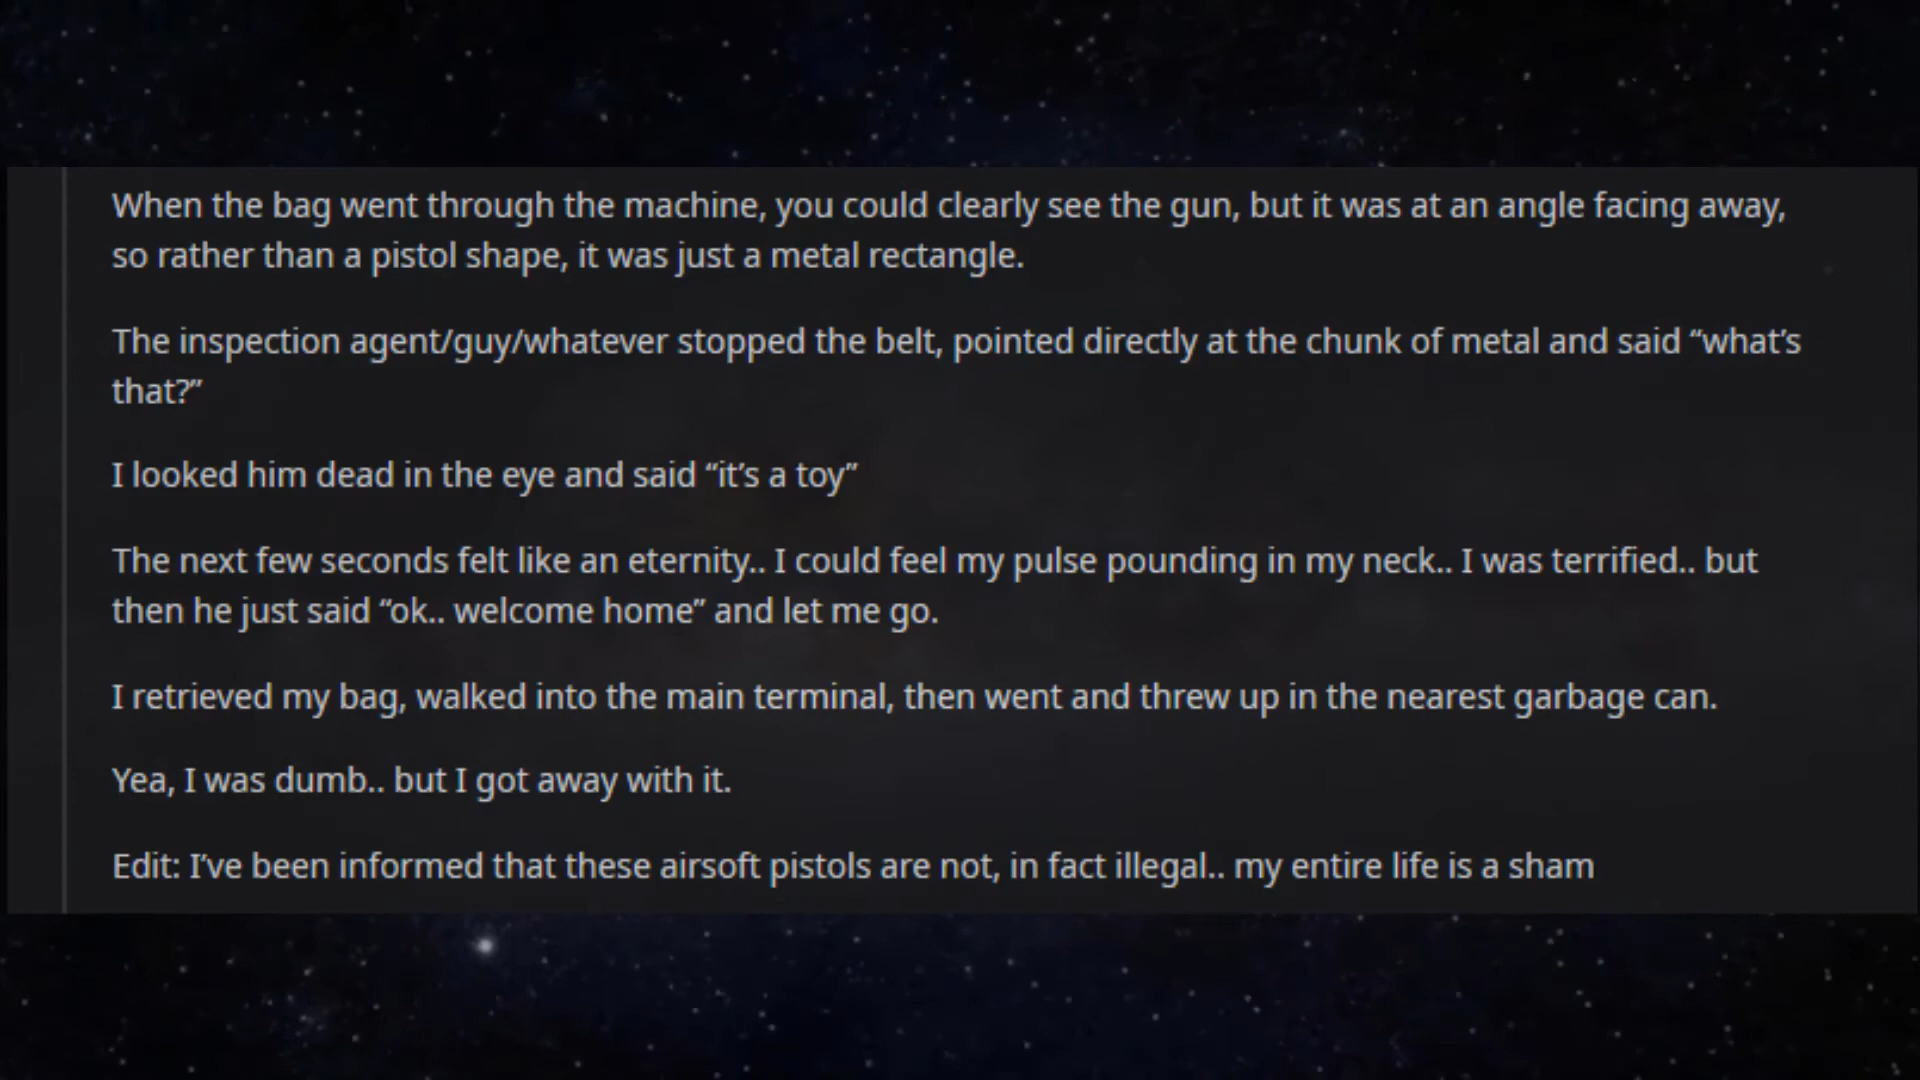 When the bag went through the machine, you could clearly see the gun, but it was at an angle facing away,
so rather than a pistol shape, it was just a metal rectangle.
The inspection agent/guy/whatever stopped the belt, pointed directly at the chunk of metal and said “what’s
that?”
I looked him dead in the eye and said “it’s a toy”
The next few seconds felt like an eternity.. I could feel my pulse pounding in my neck.. I was terrified.. but
then he just said “ok.. welcome home” and let me go.
I retrieved my bag, walked into the main terminal, then went and threw up in the nearest garbage can.
Yea, I was dumb.. but I got away with it.
Edit: I’ve been informed that these airsoft pistols are not, in fact illegal.. my entire life is a sham